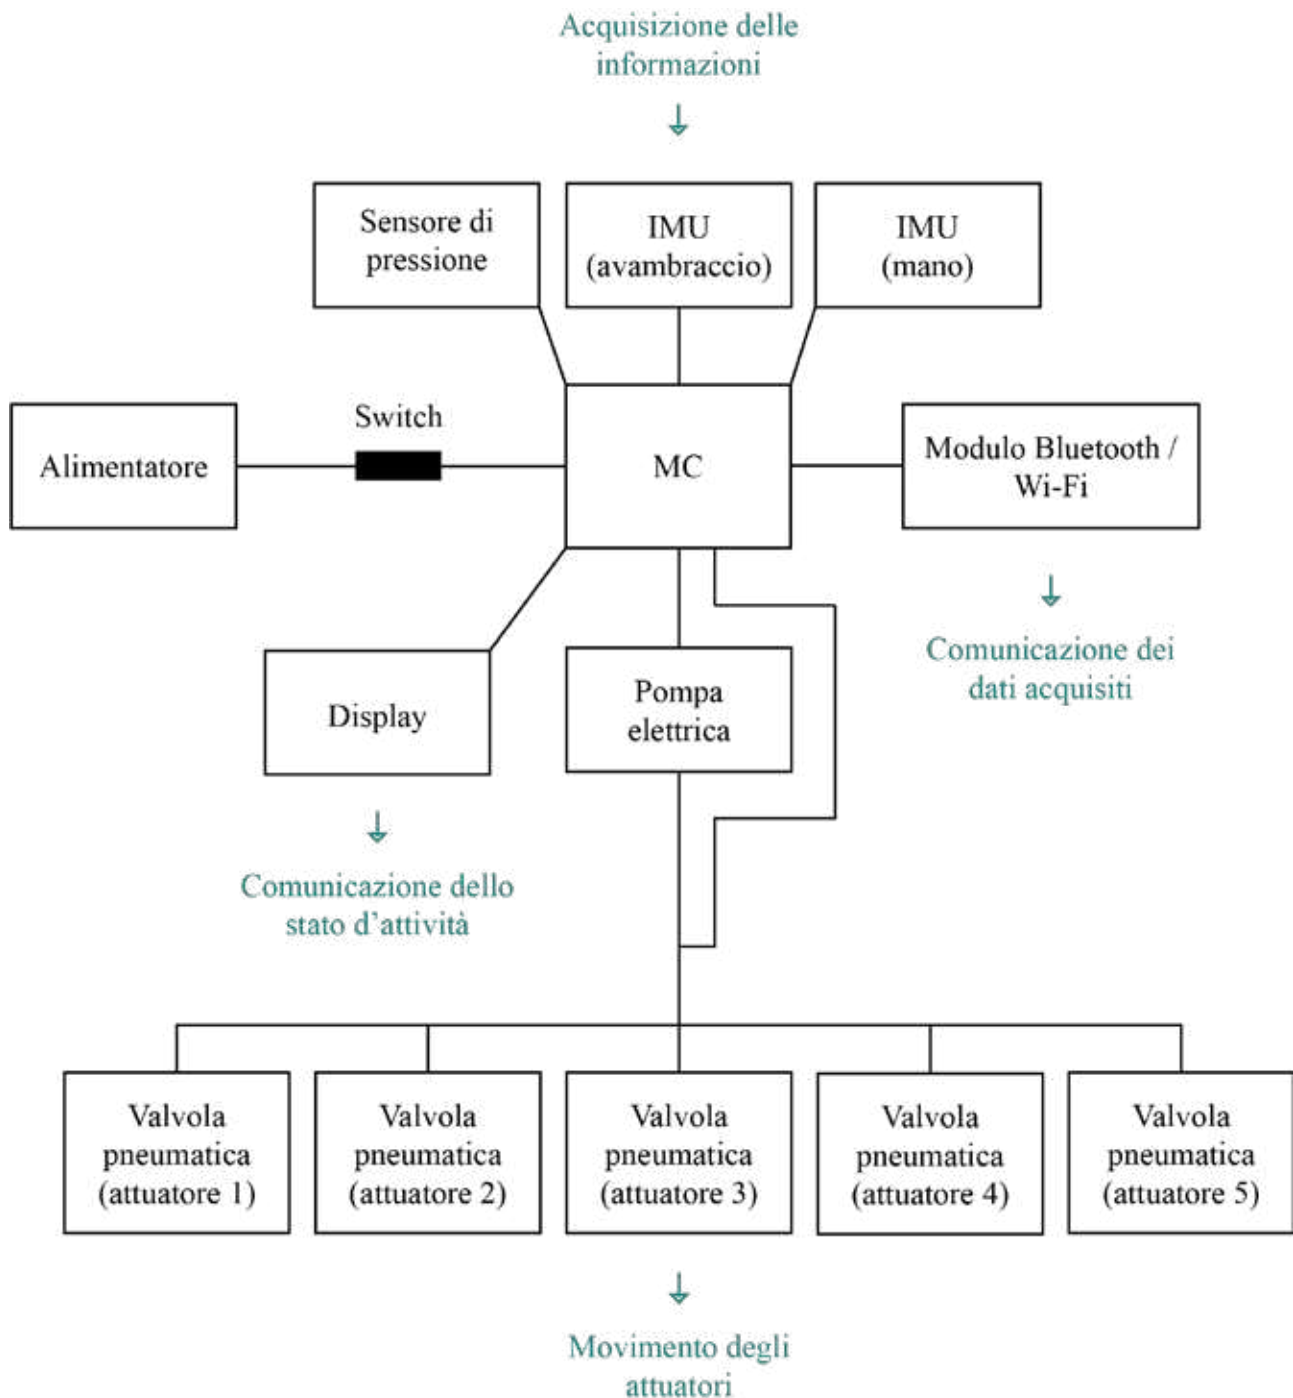 Acquisizione delle
informazioni
Sensore di
pressione
IMU
(avambraccio)
IMU
(mano)
Alimentatore
Switch
MC
Modulo Bluetooth /
Wi-Fi
Comunicazione dei
dati acquisiti
Display
Pompa
elettrica
Comunicazione dello
stato d’attività
Valvola
pneumatica
(attuatore 1)
Valvola
pneumatica
(attuatore 2)
Valvola
pneumatica
(attuatore 3)
Valvola
pneumatica
(attuatore 4)
Valvola
pneumatica
(attuatore 5)
Movimento degli
attuatori